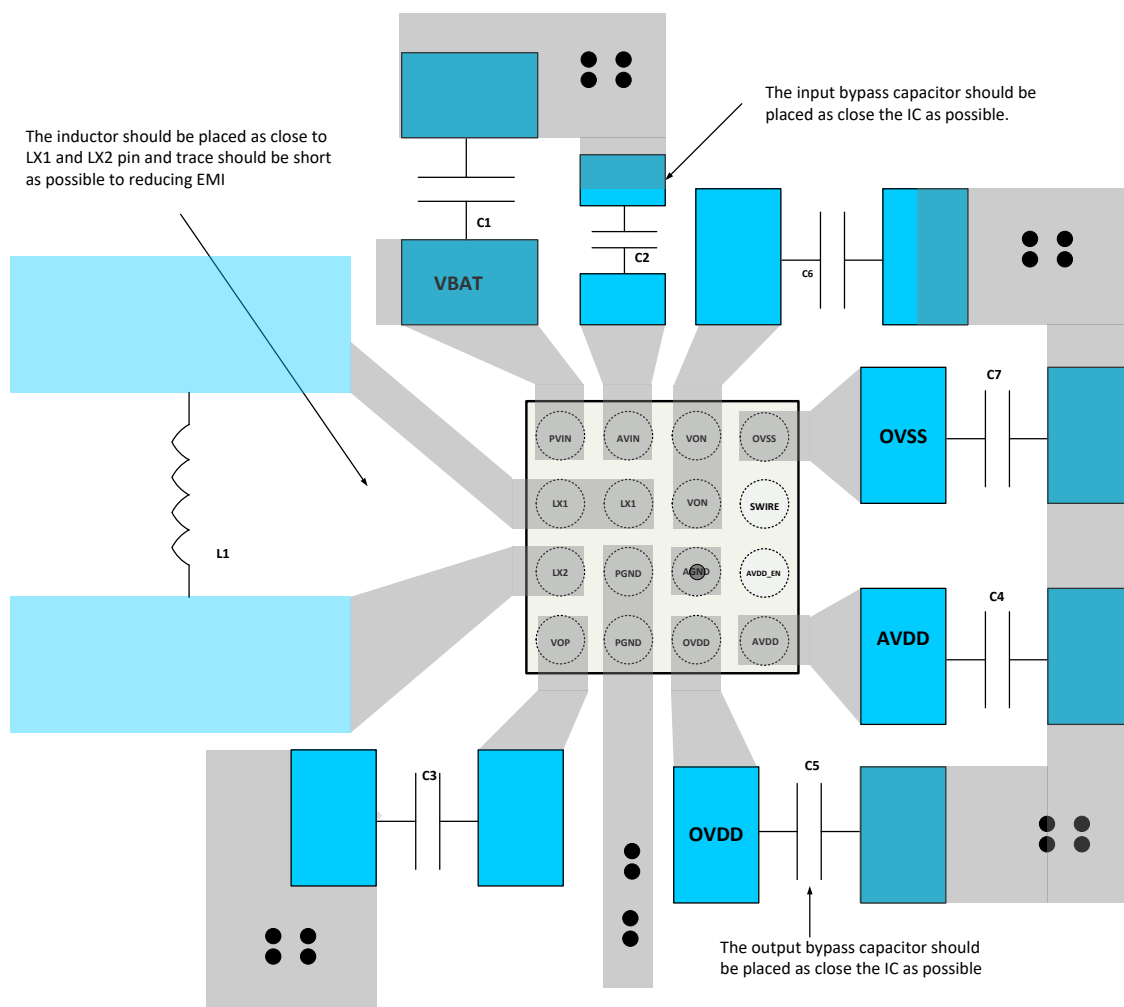 The input bypass capacitor should be
placed as close the IC as possible.
The inductor should be placed as close to
LX1 and LX2 pin and trace should be short
as possible to reducing EMI
C1
C2
C6
VBAT
C7
PVIN
AVIN
VON
OVSS
OVSS
LX1
LX1
VON
SWIRE
L1
LX2
PGND
AGND
AVDD_EN
C4
VOP
PGND
OVDD
AVDD
AVDD
C3
C5
OVDD
The output bypass capacitor should
be placed as close the IC as possible